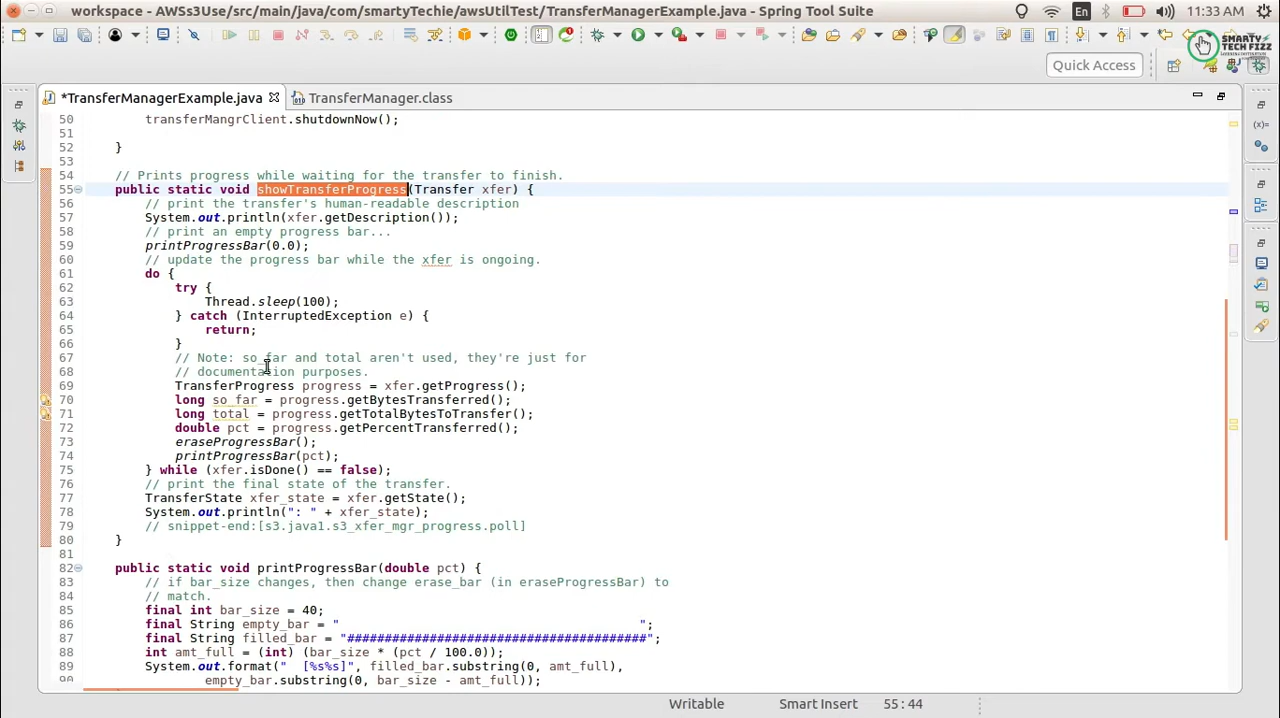 workspace - AWSs3Use/src/main/java/com/smartyTechie/awsUtilTest/TransferManagerExample.java - Spring Tool Suite
En
11:33 AM
SMARTY
TECH FIZZ
Quick Access
*TransferManagerExample.java
TransferManager.class
50 transferMangrClient.shutdownNow();
51
52 }
53
54 // Prints progress while waiting for the transfer to finish.
55 public static void showTransferProgress(Transfer xfer) {
56 // print the transfer's human-readable description
57 System.out.println(xfer.getDescription());
58 // print an empty progress bar...
59 printProgressBar(0.0);
60 // update the progress bar while the xfer is ongoing.
61 do {
62 try {
63 Thread.sleep(100);
64 } catch (InterruptedException e) {
65 return;
66 }
67 // Note: so_far and total aren't used, they're just for
68 // documentation purposes.
69 TransferProgress progress = xfer.getProgress();
70 long so_far = progress.getBytesTransferred();
71 long total = progress.getTotalBytesToTransfer();
72 double pct = progress.getPercentTransferred();
73 eraseProgressBar();
74 printProgressBar(pct);
75 } while (xfer.isDone() == false);
76 // print the final state of the transfer.
77 TransferState xfer_state = xfer.getState();
78 System.out.println(": " + xfer_state);
79 // snippet-end:[s3.java1.s3_xfer_mgr_progress.poll]
80 }
81
82 public static void printProgressBar(double pct) {
83 // if bar_size changes, then change erase_bar (in eraseProgressBar) to
84 // match.
85 final int bar_size = 40;
86 final String empty_bar = "                                        ";
87 final String filled_bar = "########################################";
88 int amt_full = (int) (bar_size * (pct / 100.0));
89 System.out.format("  [%s%s]", filled_bar.substring(0, amt_full),
90 empty_bar.substring(0, bar_size - amt_full));
Writable
Smart Insert
55:44